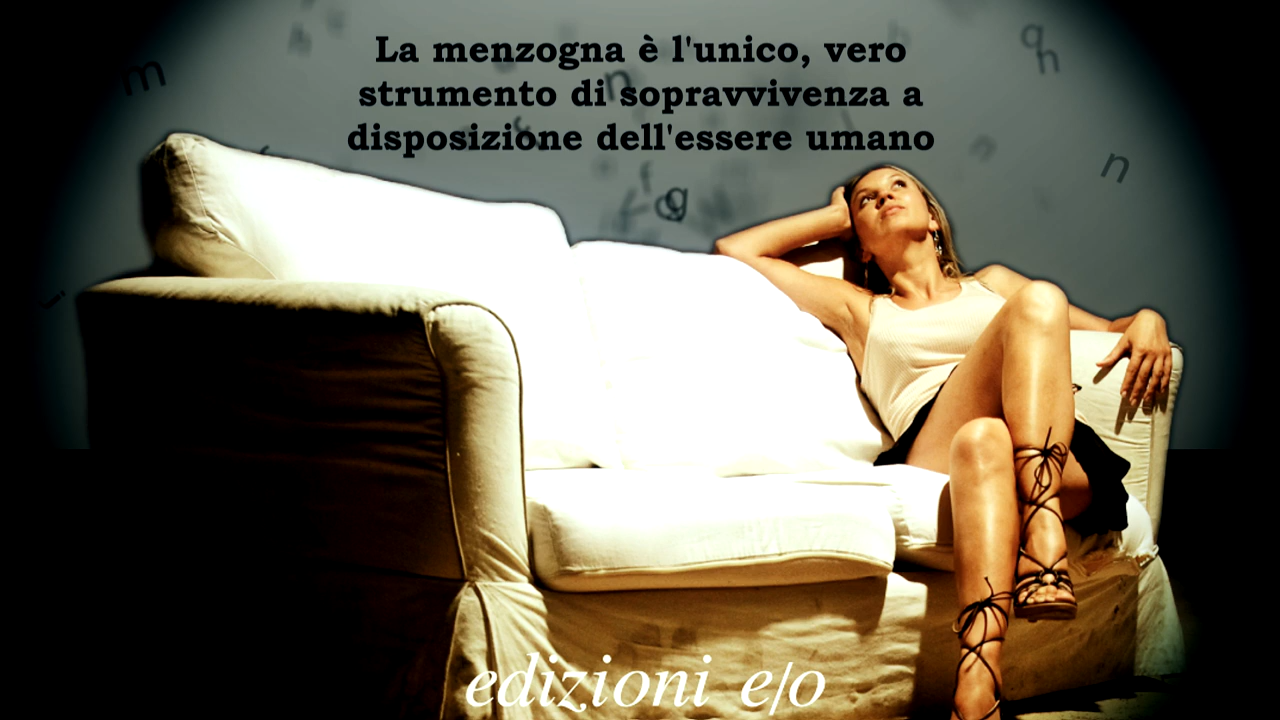 La menzogna è l'unico, vero
strumento di sopravvivenza a
disposizione dell'essere umano
edizioni e/o